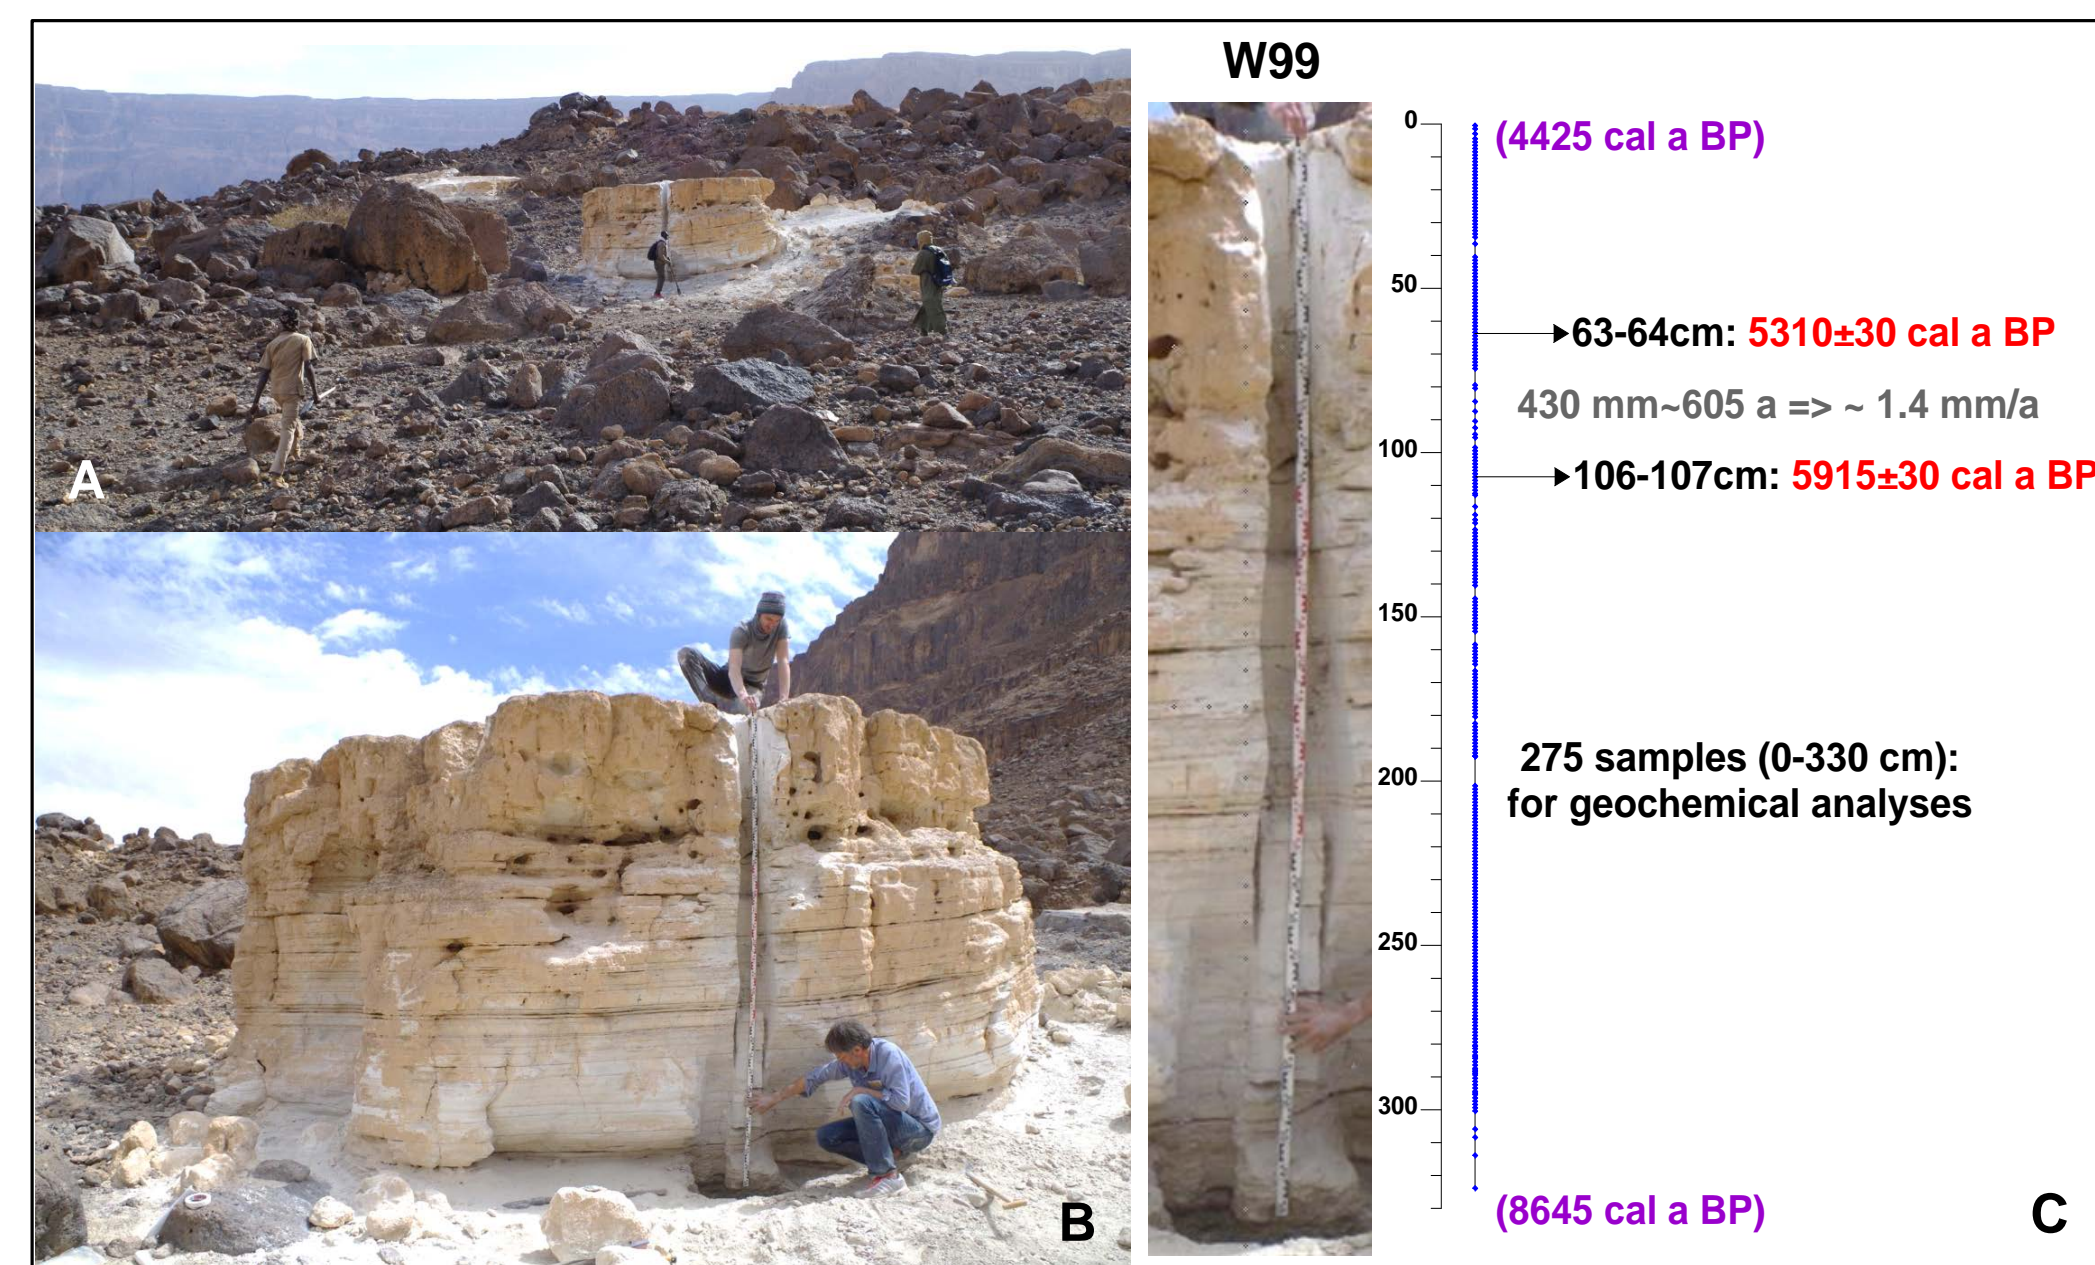 A
B
W99
0
(4425 cal a BP)
50
63-64cm: 5310±30 cal a BP
430 mm~605 a => ~ 1.4 mm/a
100
106-107cm: 5915±30 cal a BP
150
200
275 samples (0-330 cm):
for geochemical analyses
250
300
(8645 cal a BP)
C